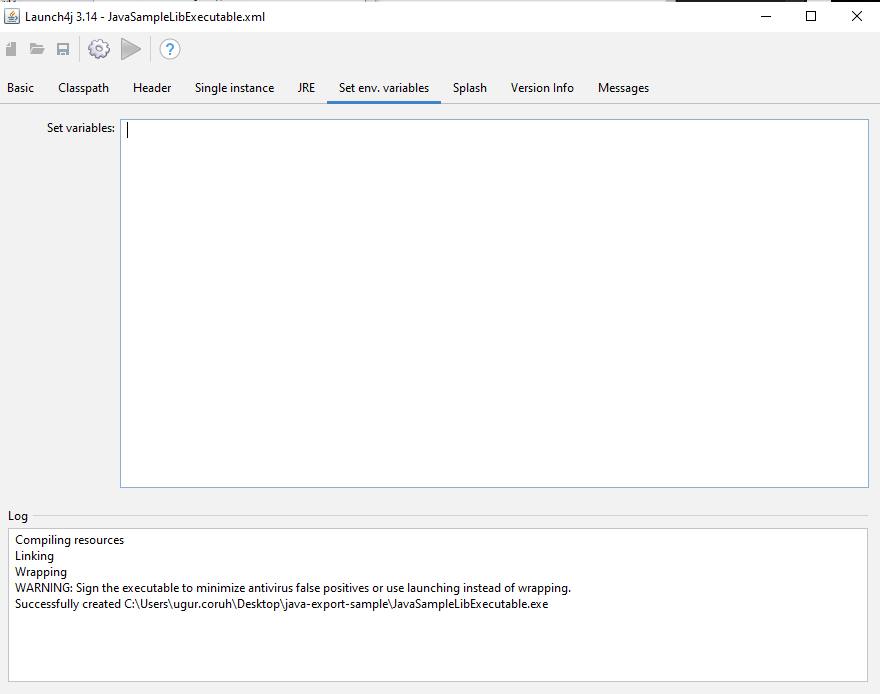 Launch4j 3.14 - JavaSampleLibExecutable.xml
?
Basic Classpath Header Single instance JRE Set env. variables Splash Version Info Messages
Set variables:
Log
Compiling resources
Linking
Wrapping
WARNING: Sign the executable to minimize antivirus false positives or use launching instead of wrapping.
Successfully created C:\Users\ugur.coruh\Desktop\java-export-sample\JavaSampleLibExecutable.exe